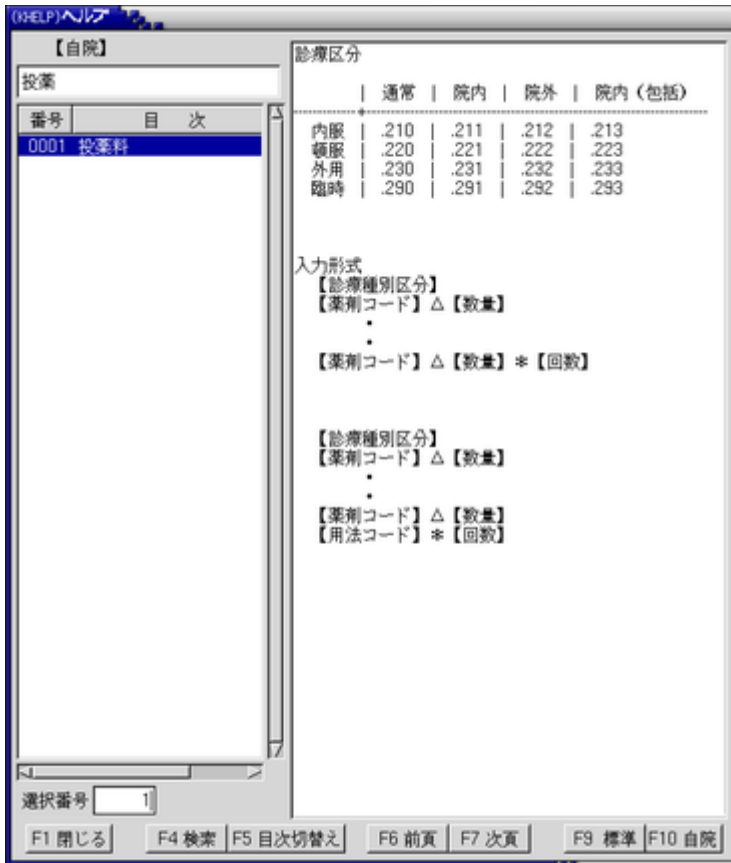 (KHELP)ヘルプ
【自院】
投薬
番号 目 次
0001 投薬料
選択番号 1
診療区分
| 通常 | 院内 | 院外 | 院内（包括）
内服 | .210 | .211 | .212 | .213
頓服 | .220 | .221 | .222 | .223
外用 | .230 | .231 | .232 | .233
臨時 | .290 | .291 | .292 | .293
入力形式
【診療種別区分】
【薬剤コード】△【数量】
・
・
【薬剤コード】△【数量】＊【回数】
【診療種別区分】
【薬剤コード】△【数量】
・
・
【薬剤コード】△【数量】
【用法コード】＊【回数】
F1 閉じる F4 検索 F5 目次切替え F6 前頁 F7 次頁 F9 標準 F10 自院